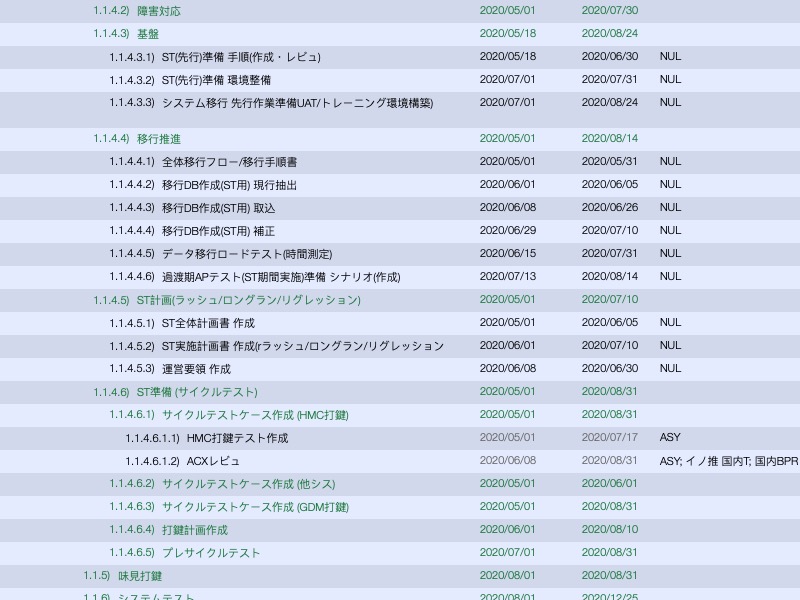 1.1.4.2) 障害対応 2020/05/01 2020/07/30
1.1.4.3) 基盤 2020/05/18 2020/08/24
1.1.4.3.1) ST(先行)準備 手順(作成・レビュ) 2020/05/18 2020/06/30 NUL
1.1.4.3.2) ST(先行)準備 環境整備 2020/07/01 2020/07/31 NUL
1.1.4.3.3) システム移行 先行作業準備UAT/トレーニング環境構築) 2020/07/01 2020/08/24 NUL
1.1.4.4) 移行推進 2020/05/01 2020/08/14
1.1.4.4.1) 全体移行フロー/移行手順書 2020/05/01 2020/05/31 NUL
1.1.4.4.2) 移行DB作成(ST用) 現行抽出 2020/06/01 2020/06/05 NUL
1.1.4.4.3) 移行DB作成(ST用) 取込 2020/06/08 2020/06/26 NUL
1.1.4.4.4) 移行DB作成(ST用) 補正 2020/06/29 2020/07/10 NUL
1.1.4.4.5) データ移行ロードテスト(時間測定) 2020/06/15 2020/07/31 NUL
1.1.4.4.6) 過渡期APテスト(ST期間実施)準備 シナリオ(作成) 2020/07/13 2020/08/14 NUL
1.1.4.5) ST計画(ラッシュ/ロングラン/リグレッション) 2020/05/01 2020/07/10
1.1.4.5.1) ST全体計画書 作成 2020/05/01 2020/06/05 NUL
1.1.4.5.2) ST実施計画書 作成(rラッシュ/ロングラン/リグレッション 2020/06/01 2020/07/10 NUL
1.1.4.5.3) 運営要領 作成 2020/06/08 2020/06/30 NUL
1.1.4.6) ST準備 (サイクルテスト) 2020/05/01 2020/08/31
1.1.4.6.1) サイクルテストケース作成 (HMC打鍵) 2020/05/01 2020/08/31
1.1.4.6.1.1) HMC打鍵テスト作成 2020/05/01 2020/07/17 ASY
1.1.4.6.1.2) ACXレビュ 2020/06/08 2020/08/31 ASY; イノ推 国内T; 国内BPR
1.1.4.6.2) サイクルテストケース作成 (他シス) 2020/05/01 2020/06/01
1.1.4.6.3) サイクルテストケース作成 (GDM打鍵) 2020/05/01 2020/08/31
1.1.4.6.4) 打鍵計画作成 2020/06/01 2020/08/10
1.1.4.6.5) プレサイクルテスト 2020/07/01 2020/08/31
1.1.5) 味見打鍵 2020/08/01 2020/08/31
1.1.6) システムテスト 2020/08/01 2020/12/25